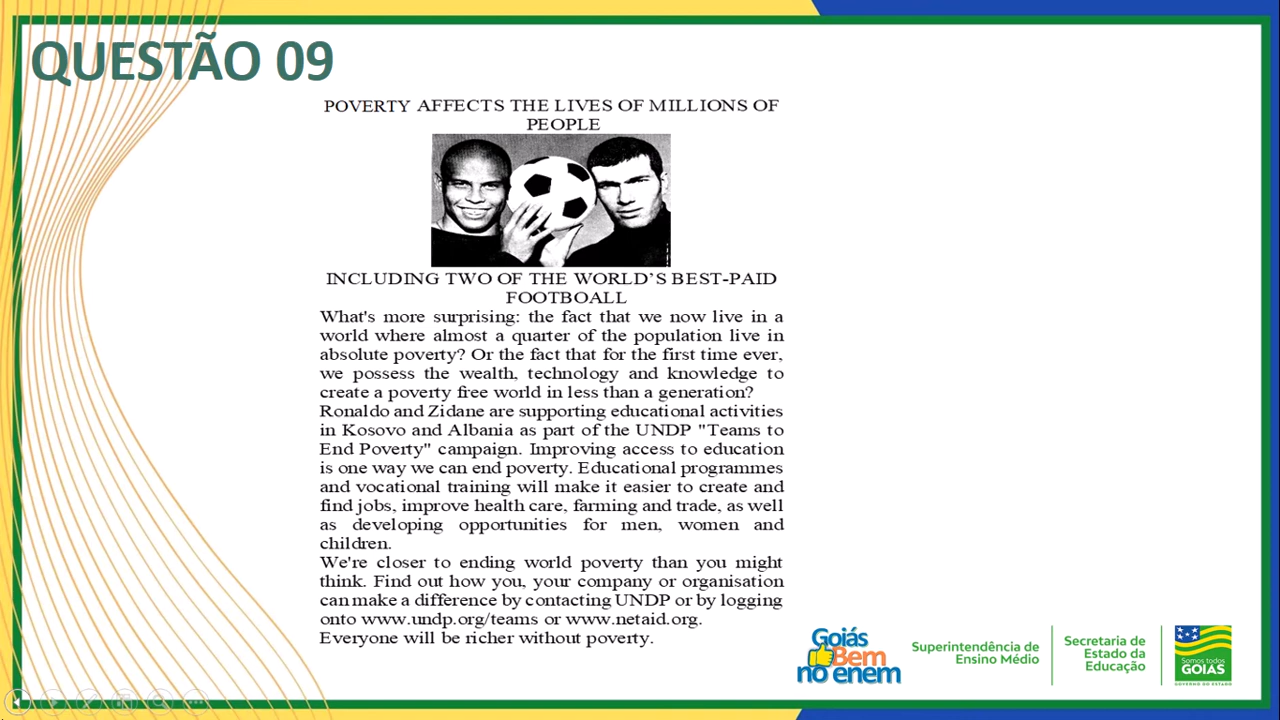 QUESTÃO 09
POVERTY AFFECTS THE LIVES OF MILLIONS OF
PEOPLE
INCLUDING TWO OF THE WORLD’S BEST-PAID
FOOTBOALL
What's more surprising: the fact that we now live in a
world where almost a quarter of the population live in
absolute poverty? Or the fact that for the first time ever,
we possess the wealth, technology and knowledge to
create a poverty free world in less than a generation?
Ronaldo and Zidane are supporting educational activities
in Kosovo and Albania as part of the UNDP "Teams to
End Poverty" campaign. Improving access to education
is one way we can end poverty. Educational programmes
and vocational training will make it easier to create and
find jobs, improve health care, farming and trade, as well
as developing opportunities for men, women and
children.
We're closer to ending world poverty than you might
think. Find out how you, your company or organisation
can make a difference by contacting UNDP or by logging
onto www.undp.org/teams or www.netaid.org.
Everyone will be richer without poverty.
Goiás
Bem
no enem
Superintendência de
Ensino Médio
Secretaria de
Estado da
Educação
Somos todos
GOIÁS
GOVERNO DO ESTADO